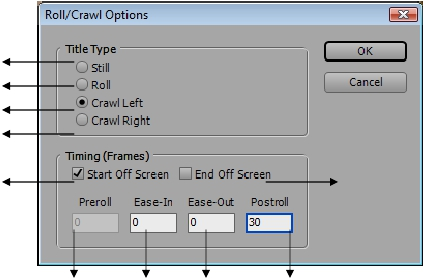 Roll/Crawl Options
Title Type
Still
Roll
Crawl Left
Crawl Right
OK
Cancel
Timing (Frames)
Start Off Screen End Off Screen
Preroll Ease-In Ease-Out Postroll
0 0 0 30